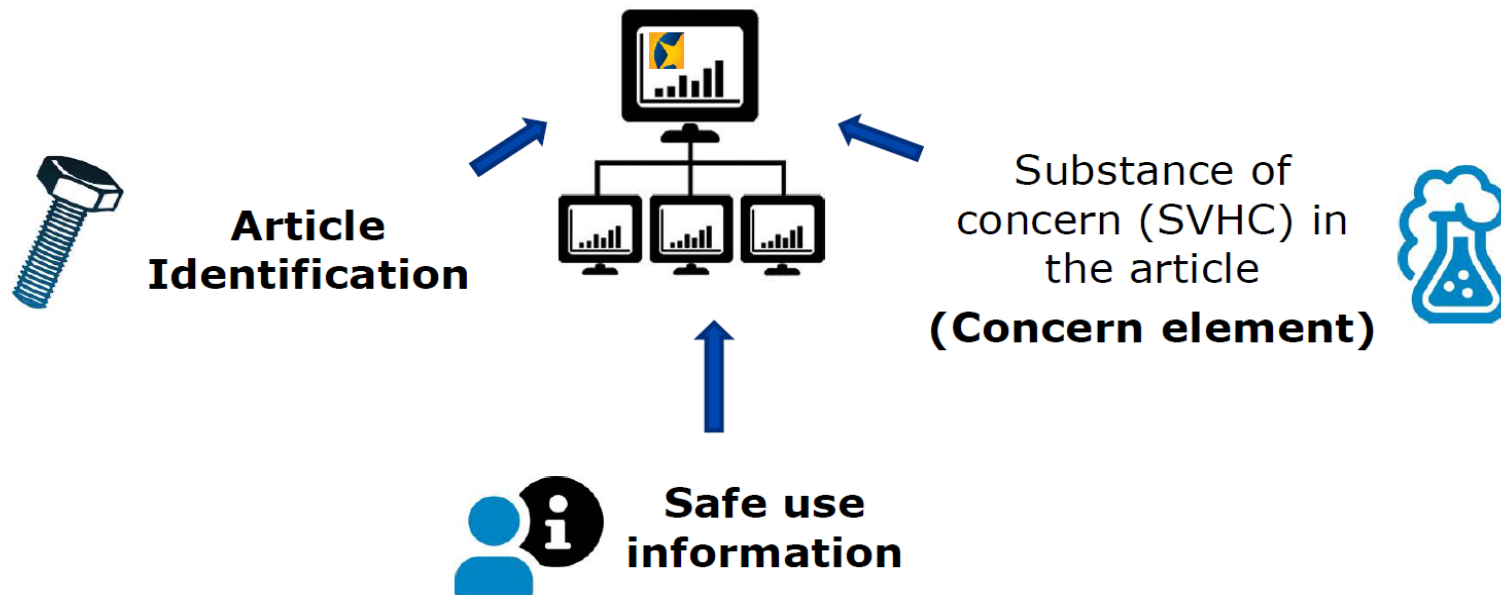 Article
Identification
Substance of
concern (SVHC) in
the article
(Concern element)
Safe use
information